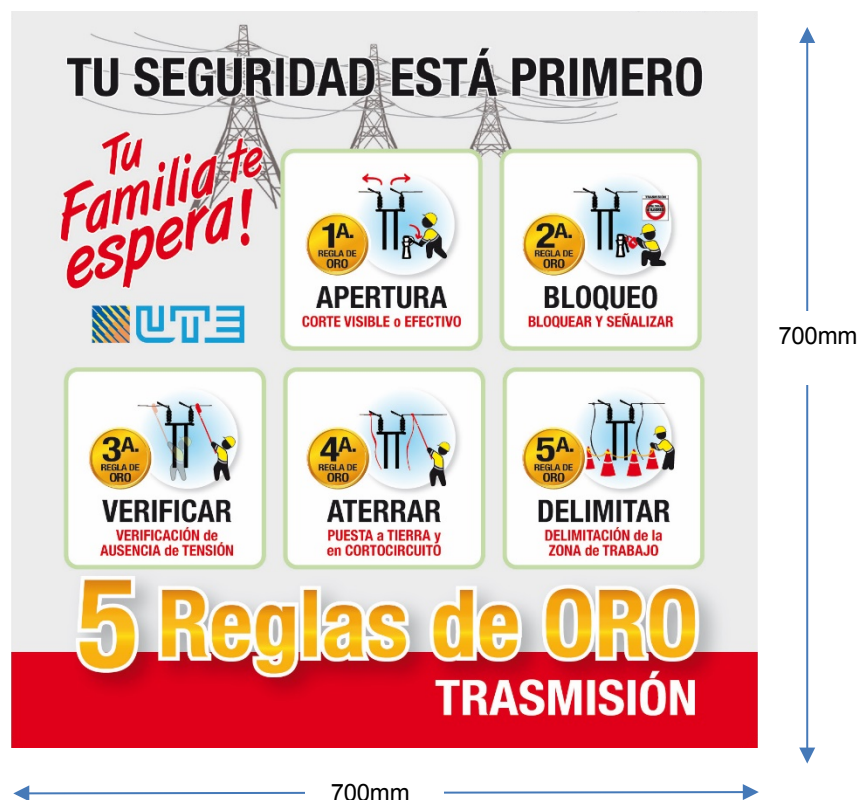 TU SEGURIDAD ESTÁ PRIMERO
Tu
Familia te
espera!
UTE
1A.
REGLA DE
ORO
APERTURA
CORTE VISIBLE o EFECTIVO
2A.
REGLA DE
ORO
BLOQUEO
BLOQUEAR Y SEÑALIZAR
3A.
REGLA DE
ORO
VERIFICAR
VERIFICACIÓN de
AUSENCIA de TENSIÓN
4A.
REGLA DE
ORO
ATERRAR
PUESTA a TIERRA y
en CORTOCIRCUITO
5A.
REGLA DE
ORO
DELIMITAR
DELIMITACIÓN de la
ZONA de TRABAJO
5 Reglas de ORO
TRASMISIÓN
700mm
700mm